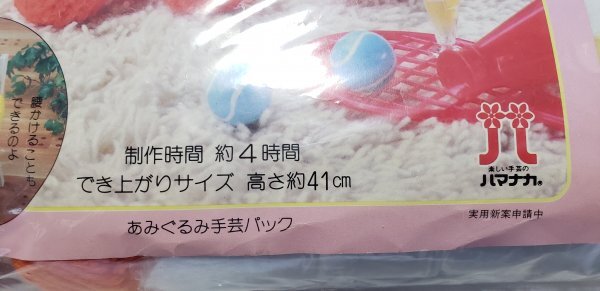 腰かけることも
できるのよ
制作時間 約4時間
でき上がりサイズ 高さ約41cm
あみぐるみ手芸パック
楽しい手芸の
ハマナカ®
実用新案申請中